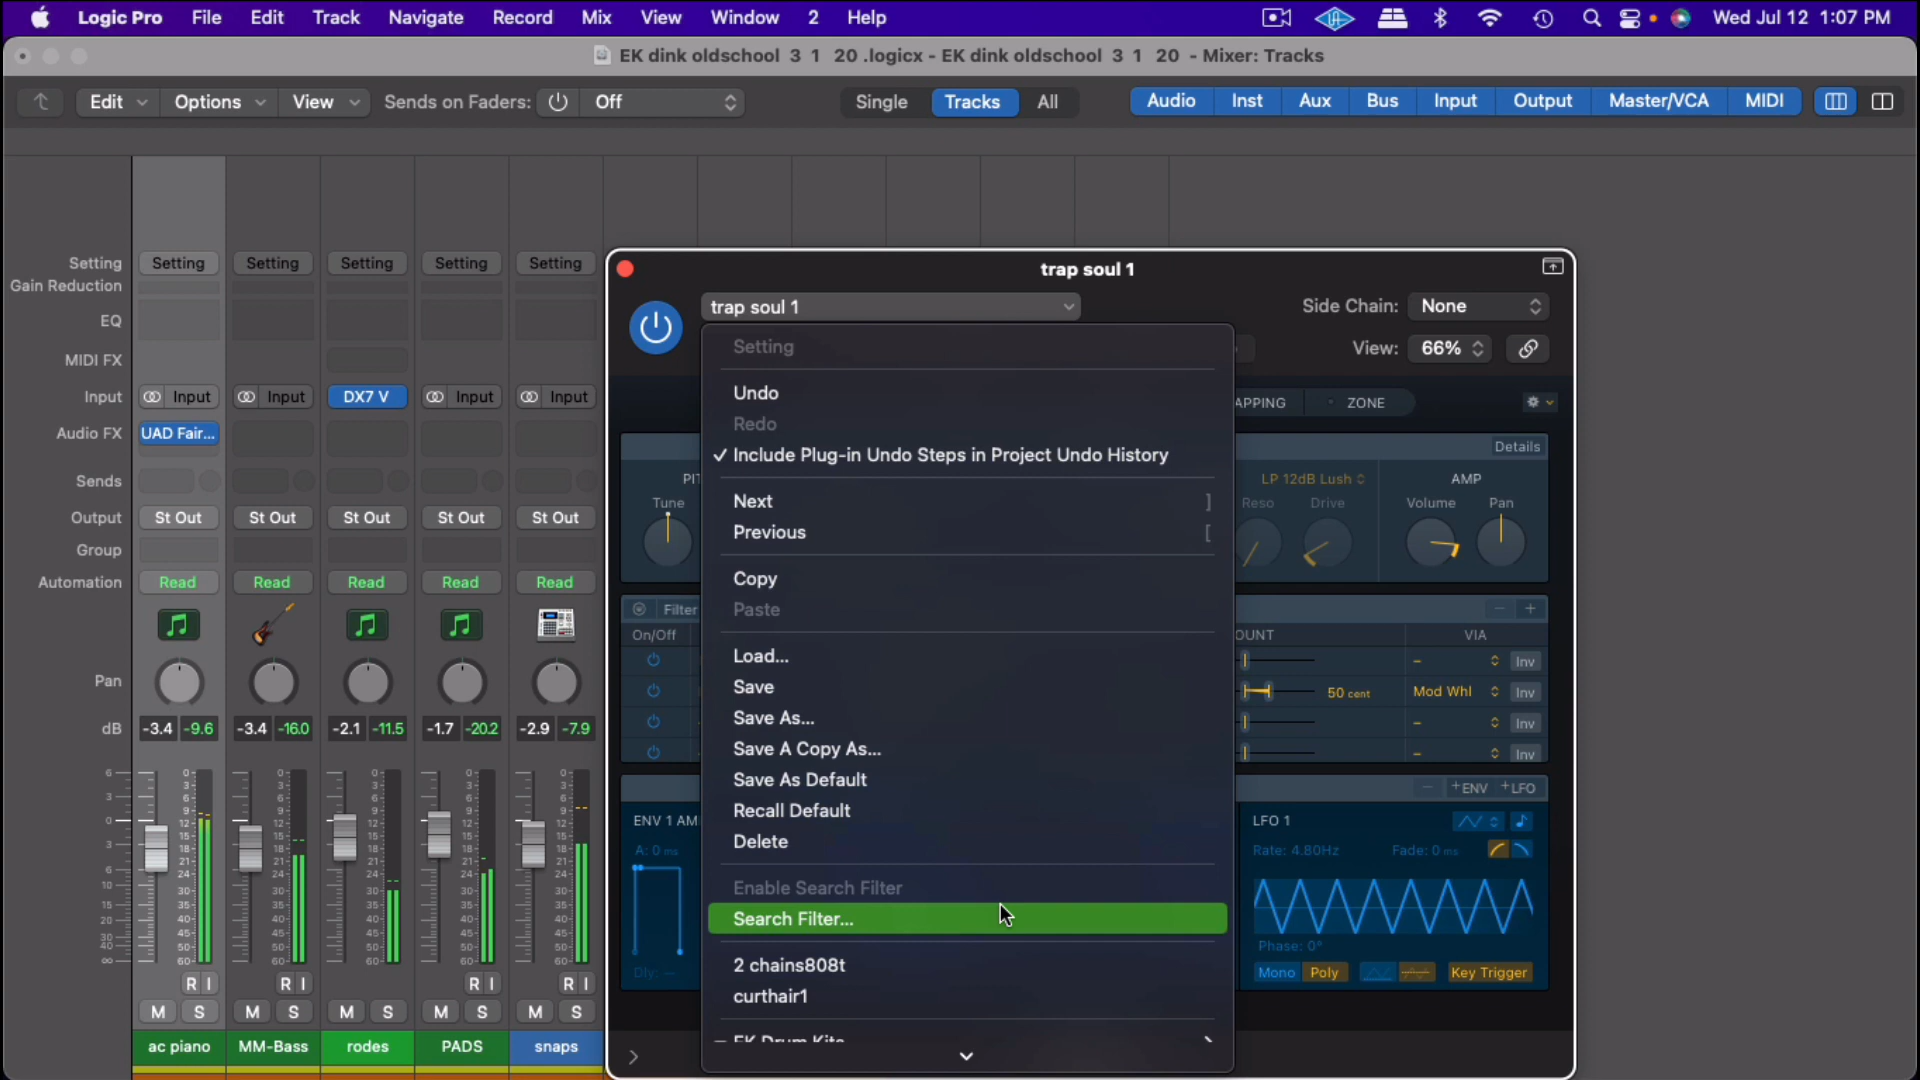 Logic Pro File Edit Track Navigate Record Mix View Window 2 Help Wed Jul 12 1:07 PM
EK dink oldschool 3 1 20 .logicx - EK dink oldschool 3 1 20 - Mixer: Tracks
Edit Options View Sends on Faders: Off Single Tracks All Audio Inst Aux Bus Input Output Master/VCA MIDI
Setting Setting Setting Setting Setting Setting
Gain Reduction
EQ
MIDI FX
Input Input Input DX7 V Input Input
Audio FX UAD Fair...
Sends
Output St Out St Out St Out St Out St Out
Group
Automation Read Read Read Read Read
Pan
dB -3.4 -9.6 -3.4 -16.0 -2.1 -11.5 -1.7 -20.2 -2.9 -7.9
R I R I R I R I
M S M S M S M S M S
ac piano MM-Bass rodes PADS snaps
trap soul 1
trap soul 1 Side Chain: None
View: 66%
Setting
Undo
Redo
✓ Include Plug-in Undo Steps in Project Undo History
Next ]
Previous [
Copy
Paste
Load...
Save
Save As...
Save A Copy As...
Save As Default
Recall Default
Delete
Enable Search Filter
Search Filter...
2 chains808t
curthair1
EK Drum Kits
APPING ZONE
Details
PIT LP 12dB Lush AMP
Tune Reso Drive Volume Pan
Filter
On/Off OUNT VIA
– Inv
50 cent Mod Whl Inv
– Inv
– Inv
+ENV +LFO
ENV 1 AM LFO 1
A: 0 ms Rate: 4.80Hz Fade: 0 ms
Phase: 0°
Dly: —
Mono Poly Key Trigger